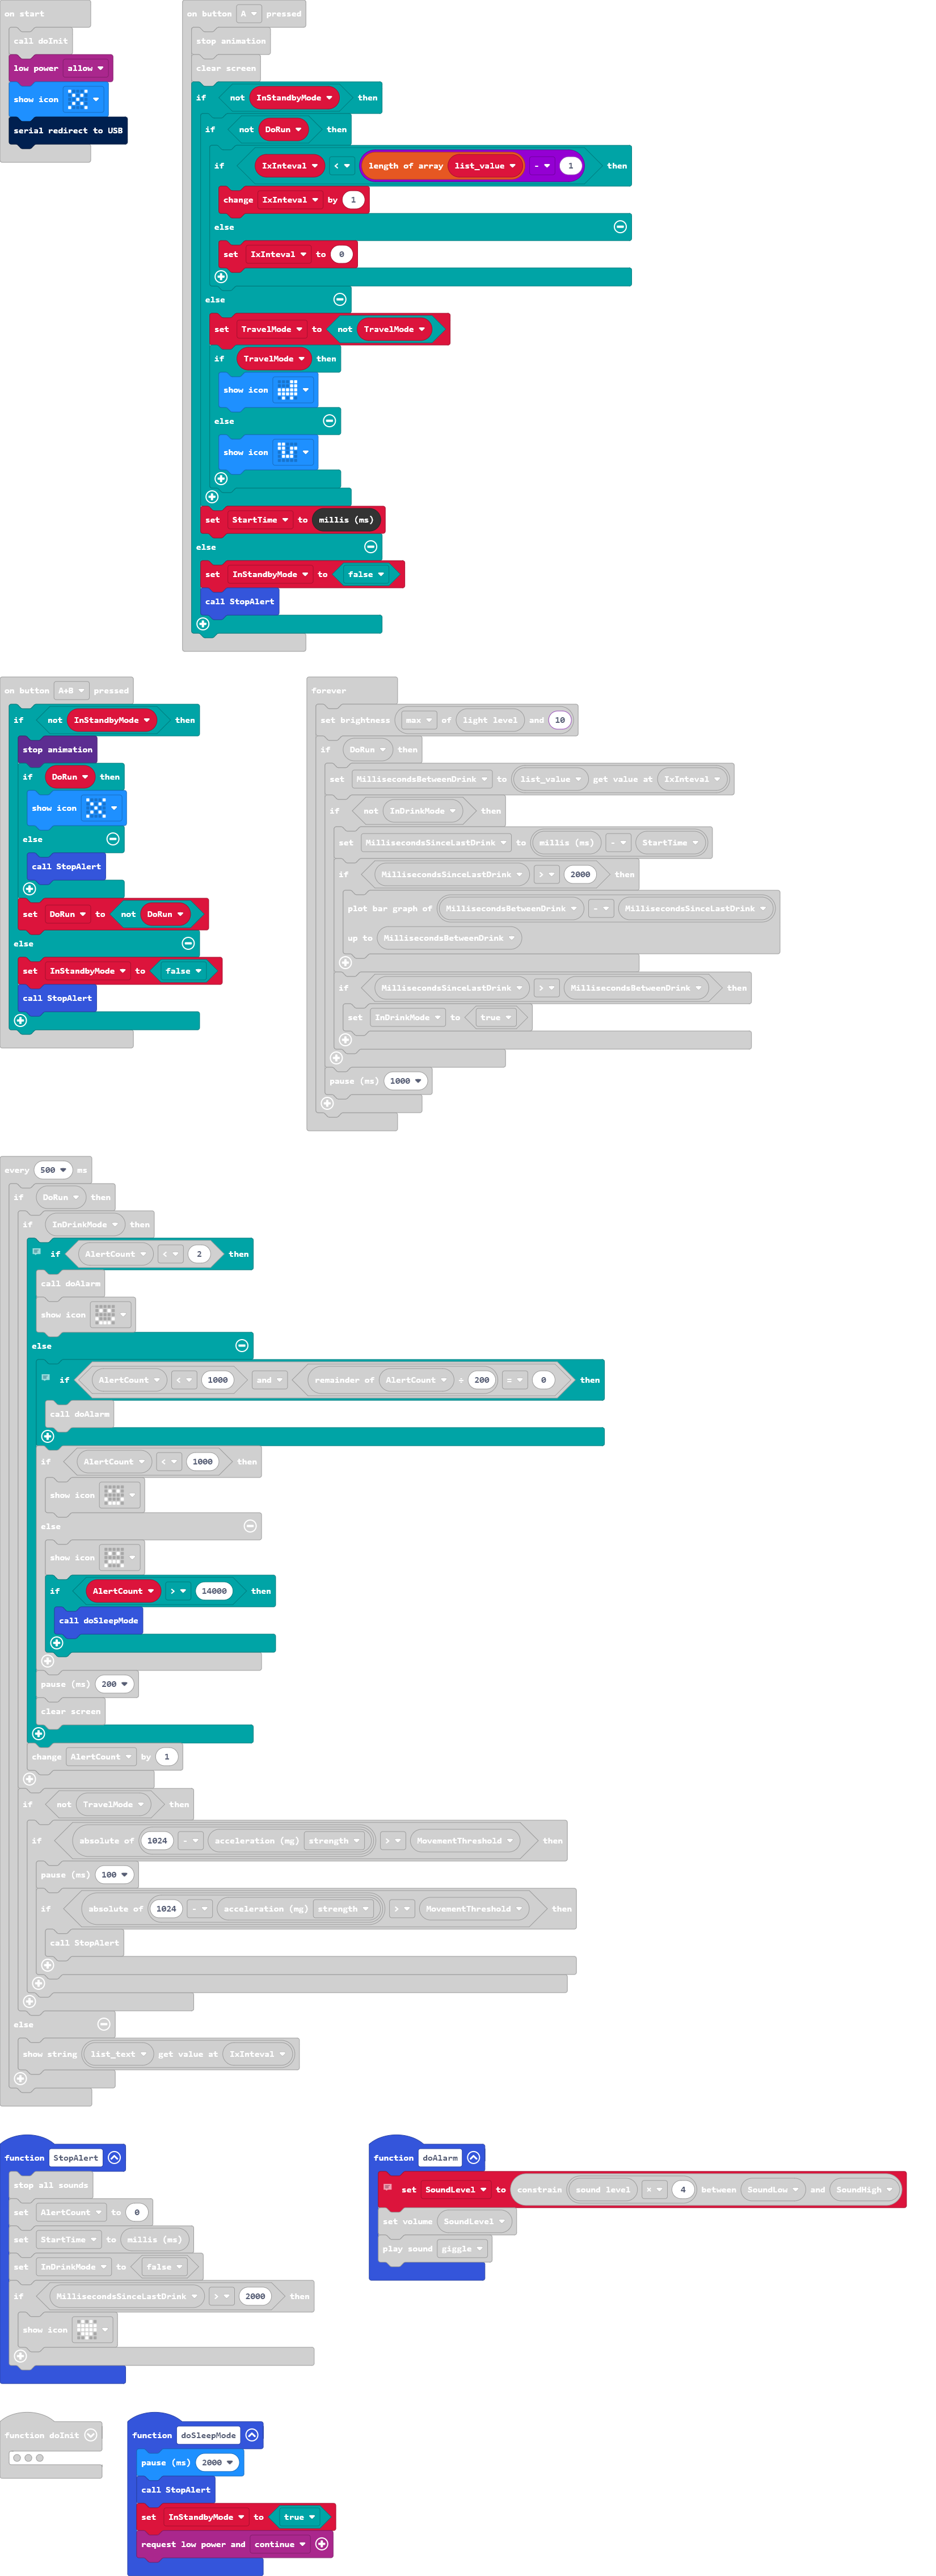 on start
call doInit
low power allow
show icon
serial redirect to USB
on button A pressed
stop animation
clear screen
if not InStandbyMode then
if not DoRun then
if IxInteval < length of array list_value - 1 then
change IxInteval by 1
else
set IxInteval to 0
else
set TravelMode to not TravelMode
if TravelMode then
show icon
else
show icon
set StartTime to millis (ms)
else
set InStandbyMode to false
call StopAlert
on button A+B pressed
if not InStandbyMode then
stop animation
if DoRun then
show icon
else
call StopAlert
set DoRun to not DoRun
else
set InStandbyMode to false
call StopAlert
forever
set brightness max of light level and 10
if DoRun then
set MillisecondsBetweenDrink to list_value get value at IxInteval
if not InDrinkMode then
set MillisecondsSinceLastDrink to millis (ms) - StartTime
if MillisecondsSinceLastDrink > 2000 then
plot bar graph of MillisecondsBetweenDrink - MillisecondsSinceLastDrink
up to MillisecondsBetweenDrink
if MillisecondsSinceLastDrink > MillisecondsBetweenDrink then
set InDrinkMode to true
pause (ms) 1000
every 500 ms
if DoRun then
if InDrinkMode then
if AlertCount < 2 then
call doAlarm
show icon
else
if AlertCount < 1000 and remainder of AlertCount ÷ 200 = 0 then
call doAlarm
if AlertCount < 1000 then
show icon
else
show icon
if AlertCount > 14000 then
call doSleepMode
pause (ms) 200
clear screen
change AlertCount by 1
if not TravelMode then
if absolute of 1024 - acceleration (mg) strength > MovementThreshold then
pause (ms) 100
if absolute of 1024 - acceleration (mg) strength > MovementThreshold then
call StopAlert
else
show string list_text get value at IxInteval
function StopAlert
stop all sounds
set AlertCount to 0
set StartTime to millis (ms)
set InDrinkMode to false
if MillisecondsSinceLastDrink > 2000 then
show icon
function doAlarm
set SoundLevel to constrain sound level × 4 between SoundLow and SoundHigh
set volume SoundLevel
play sound giggle
function doInit
function doSleepMode
pause (ms) 2000
call StopAlert
set InStandbyMode to true
request low power and continue